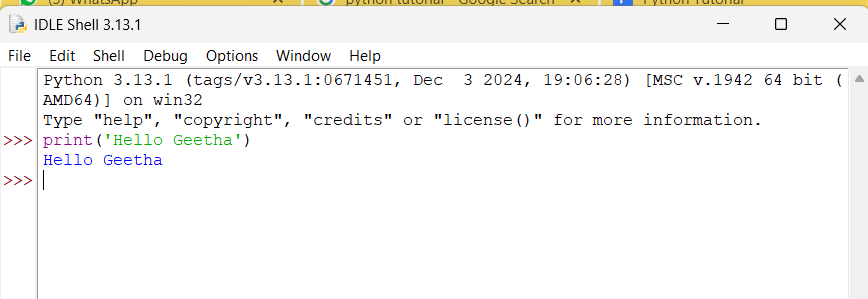 (5) WhatsApp python tutorial - Google Search Python Tutorial
IDLE Shell 3.13.1
File Edit Shell Debug Options Window Help
Python 3.13.1 (tags/v3.13.1:0671451, Dec  3 2024, 19:06:28) [MSC v.1942 64 bit (
AMD64)] on win32
Type "help", "copyright", "credits" or "license()" for more information.
>>> print('Hello Geetha')
Hello Geetha
>>>